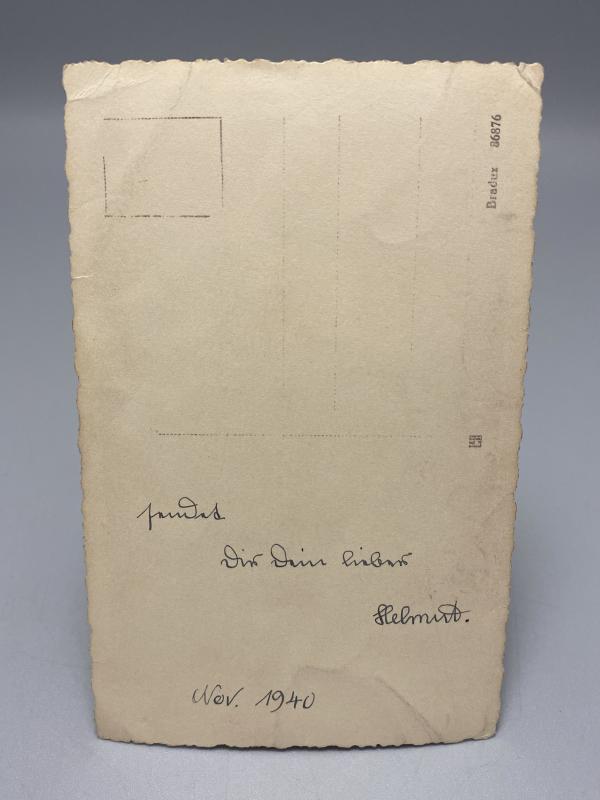 Bradux 86876
sendet
Dir Dein lieber
Helmut.
Nov. 1940